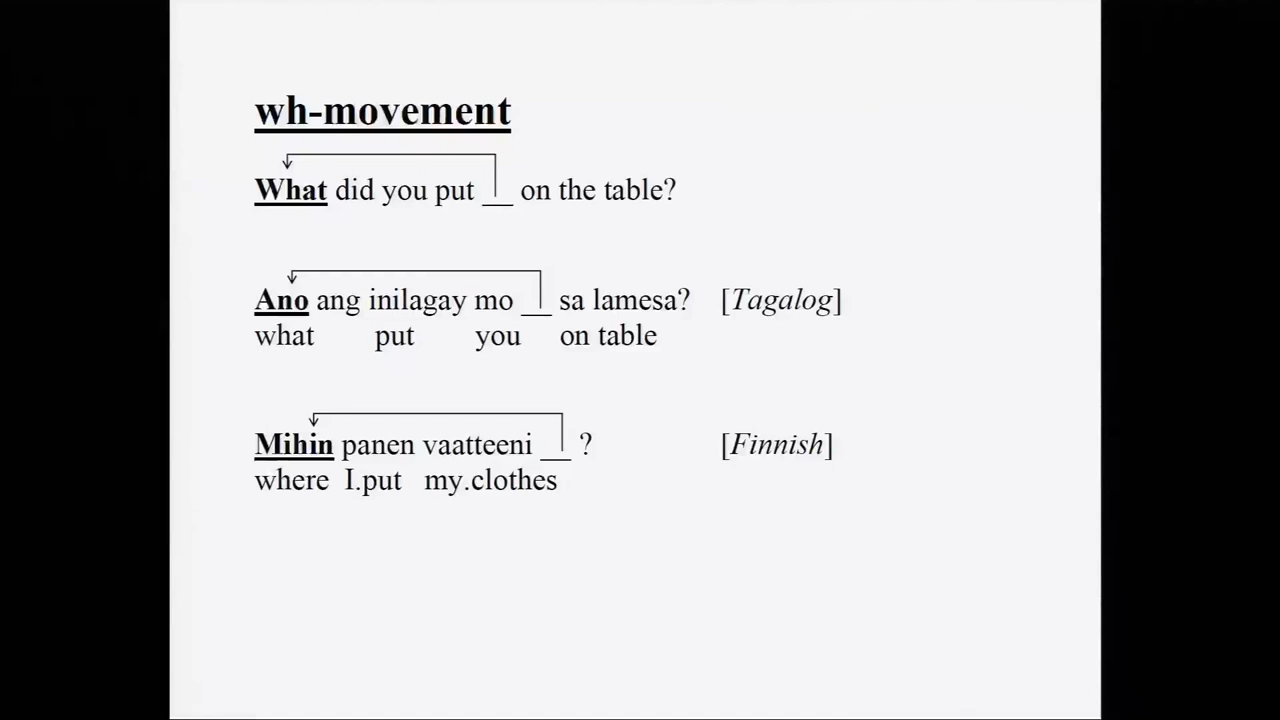 wh-movement
What did you put __ on the table?
Ano ang inilagay mo __ sa lamesa? [Tagalog]
what put you on table
Mihin panen vaatteeni __ ? [Finnish]
where I.put my.clothes